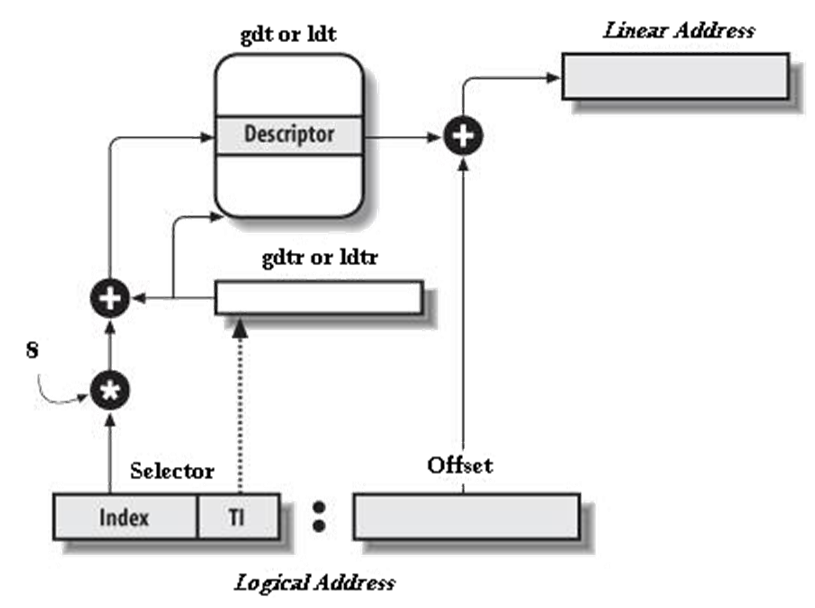 gdt or ldt
Linear Address
Descriptor
+
gdtr or ldtr
+
8
*
Selector
Offset
Index
TI
:
Logical Address